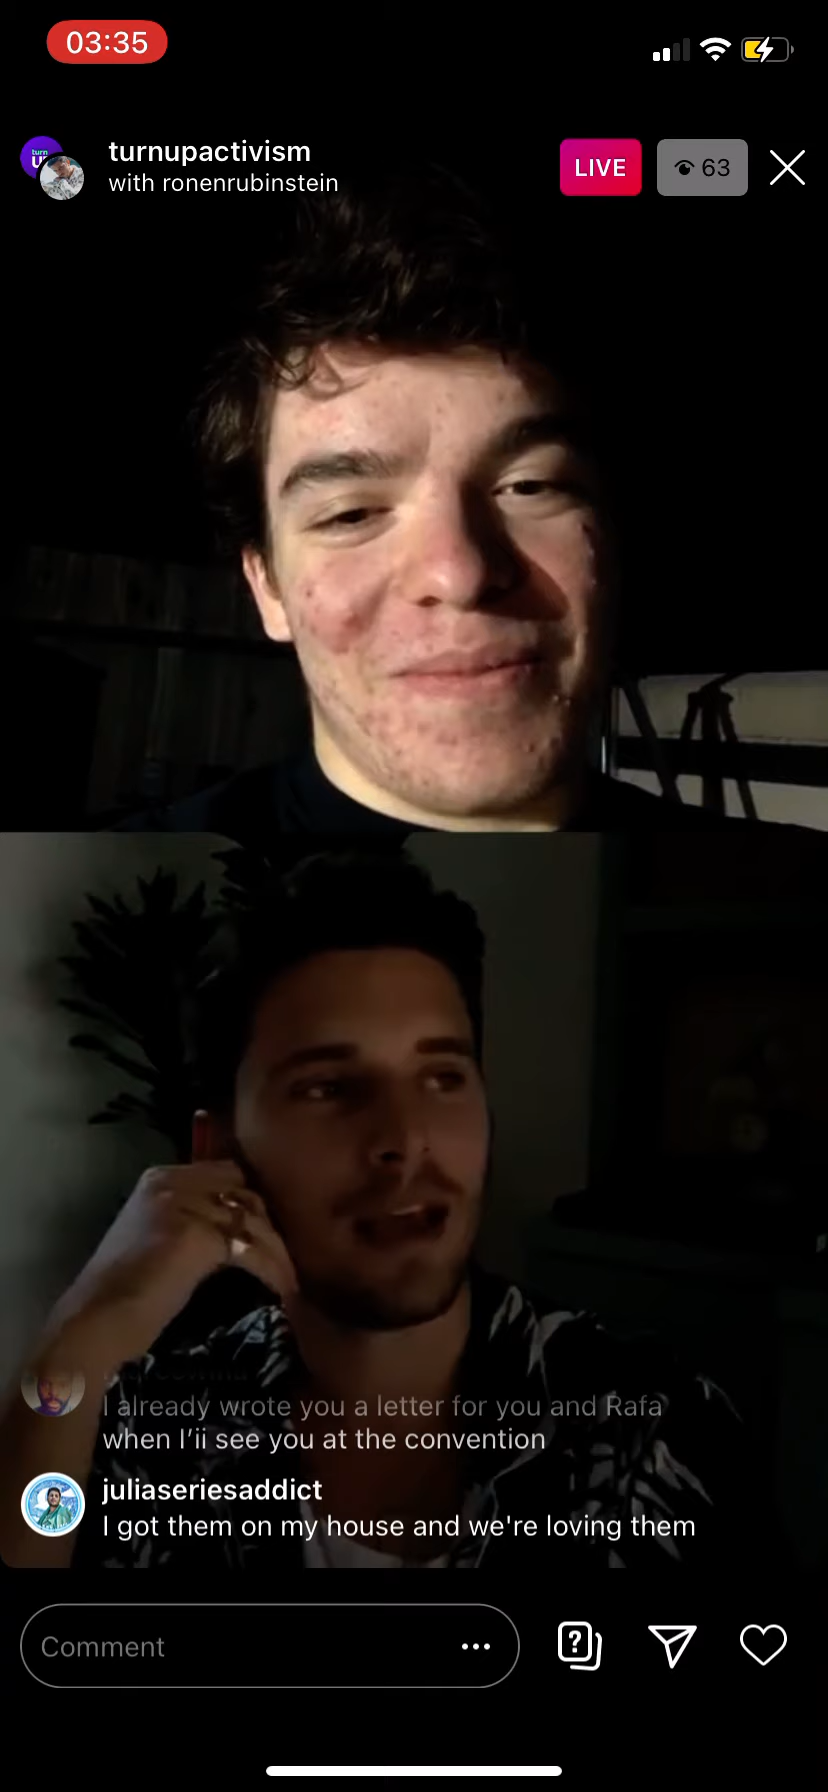 03:35
turn
turnupactivism
with ronenrubinstein
LIVE
63
I already wrote you a letter for you and Rafa
when I'ii see you at the convention
juliaseriesaddict
I got them on my house and we're loving them
Comment